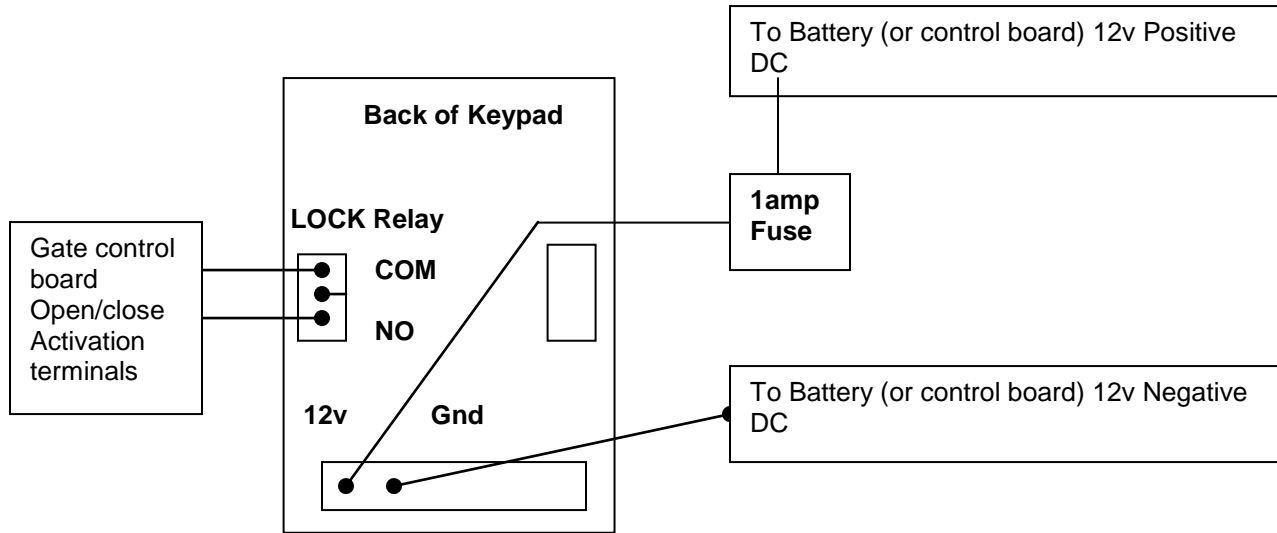 To Battery (or control board) 12v Positive
DC
Back of Keypad
1amp
Fuse
LOCK Relay
Gate control
board
Open/close
Activation
terminals
COM
NO
To Battery (or control board) 12v Negative
DC
12v
Gnd